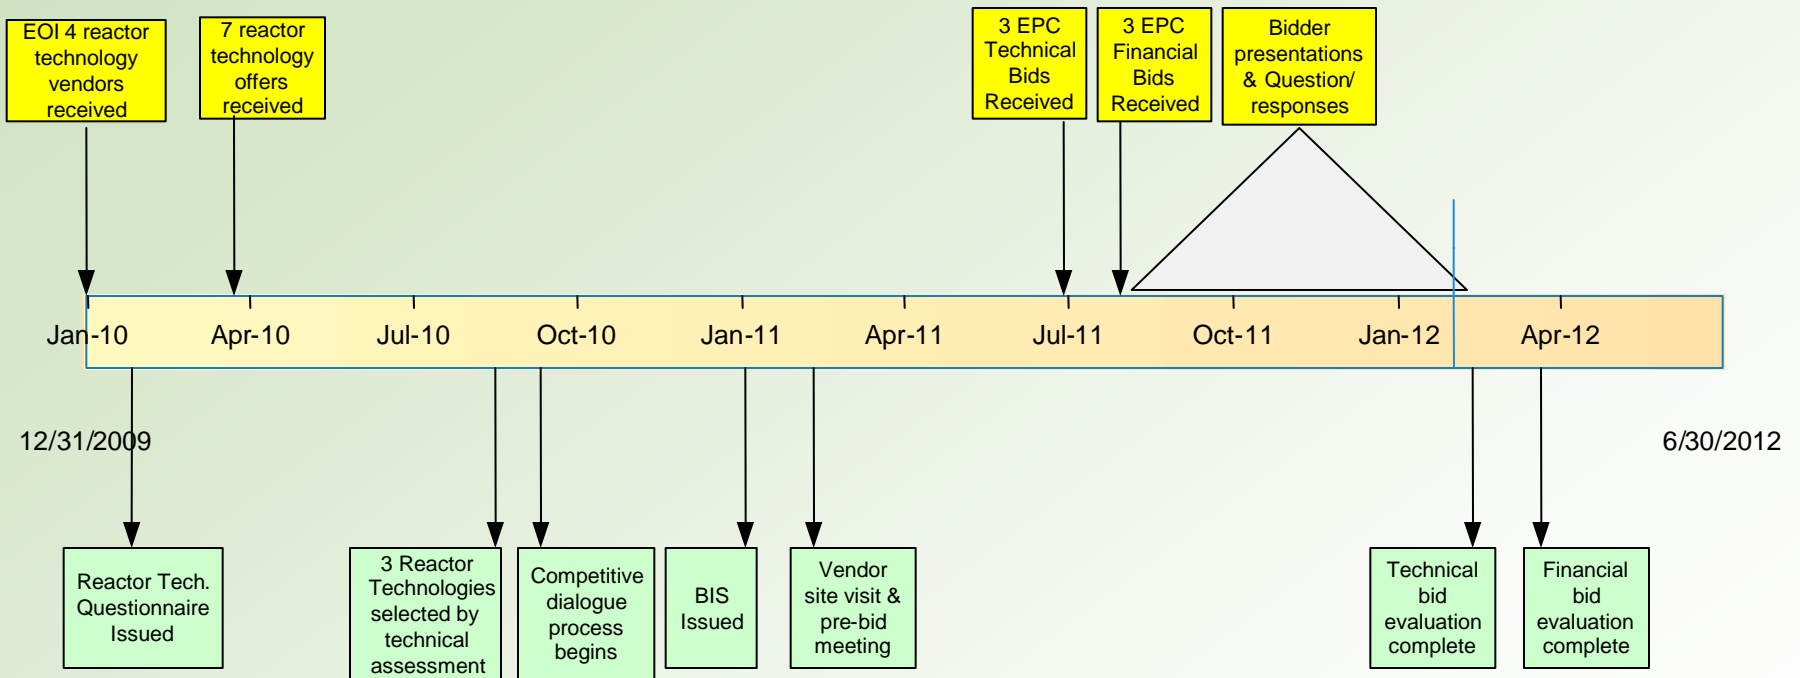 EOI 4 reactor
technology
vendors
received
7 reactor
technology
offers
received
3 EPC
Technical
Bids
Received
3 EPC
Financial
Bids
Received
Bidder
presentations
& Question/
responses
Jan-10
Apr-10
Jul-10
Oct-10
Jan-11
Apr-11
Jul-11
Oct-11
Jan-12
Apr-12
12/31/2009
6/30/2012
Reactor Tech.
Questionnaire
Issued
3 Reactor
Technologies
selected by
technical
assessment
Competitive
dialogue
process
begins
BIS
Issued
Vendor
site visit &
pre-bid
meeting
Technical
bid
evaluation
complete
Financial
bid
evaluation
complete